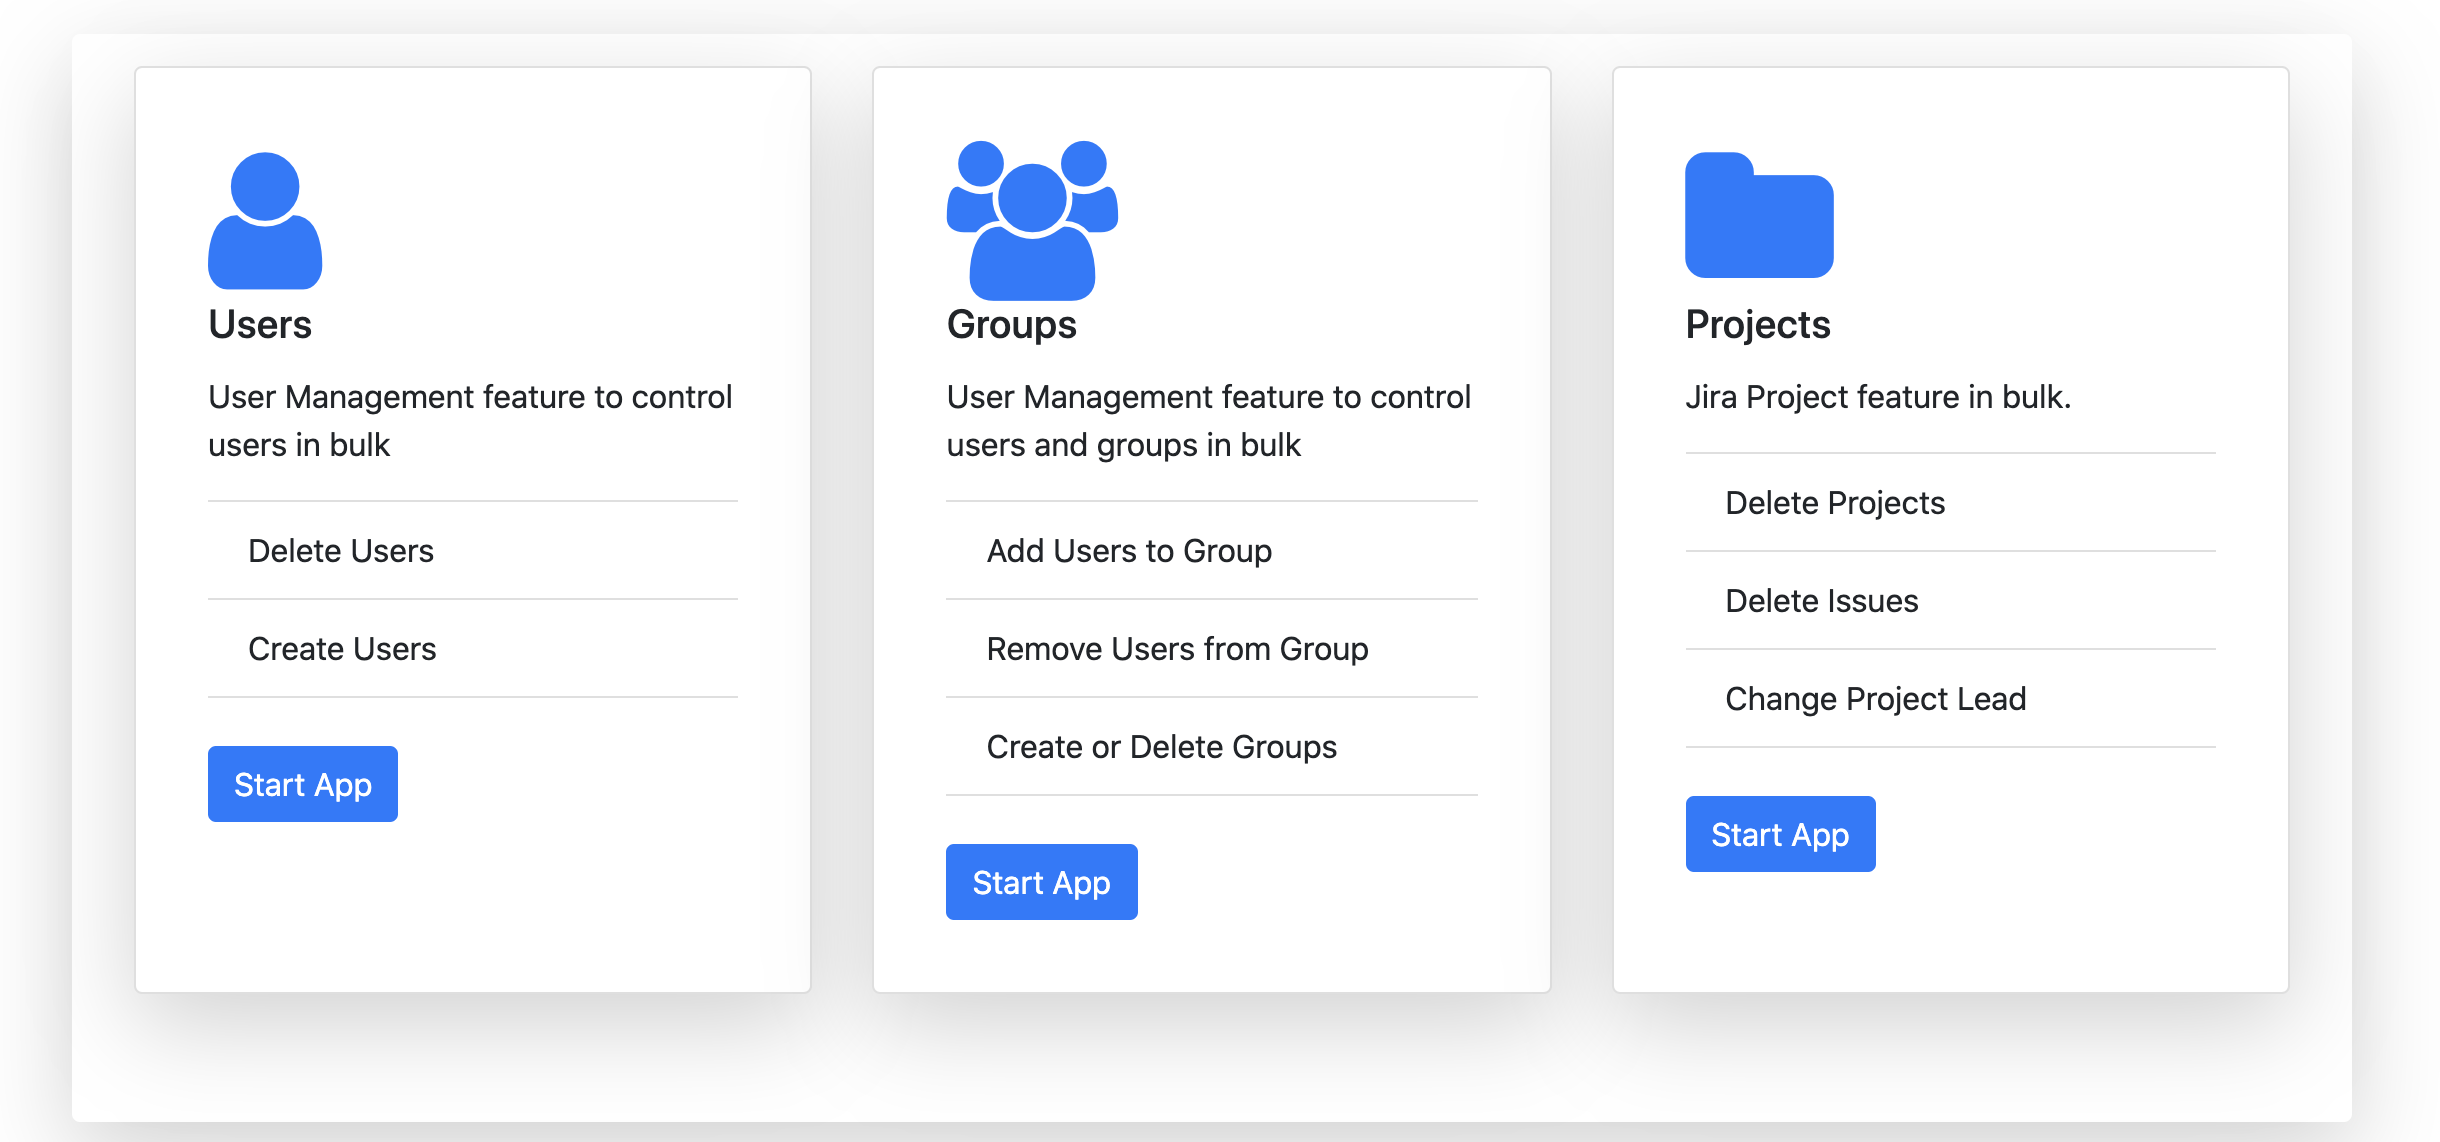 Users
User Management feature to control
users in bulk
Delete Users
Create Users
Start App
Groups
User Management feature to control
users and groups in bulk
Add Users to Group
Remove Users from Group
Create or Delete Groups
Start App
Projects
Jira Project feature in bulk.
Delete Projects
Delete Issues
Change Project Lead
Start App